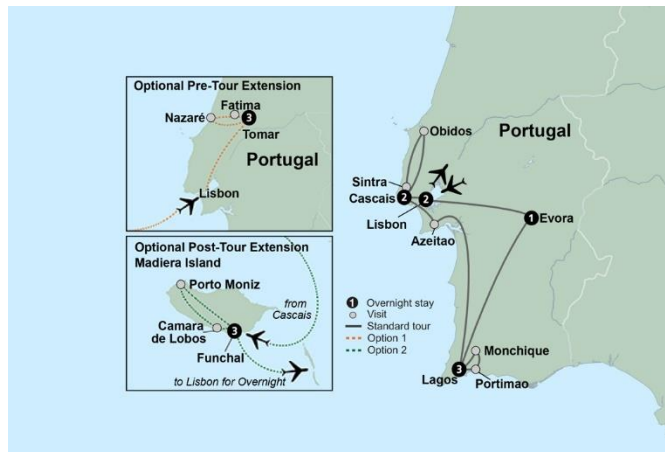 Optional Pre-Tour Extension
Fatima
Nazaré
3
Tomar
Portugal
Lisbon
Optional Post-Tour Extension
Madiera Island
Porto Moniz
from
Cascais
Camara
de Lobos
3
Funchal
to Lisbon for Overnight
Obidos
Portugal
Sintra
Cascais
2
2
Lisbon
Azeitao
1
Evora
1 Overnight stay
Visit
Standard tour
Option 1
Option 2
Monchique
Lagos
3
Portimao